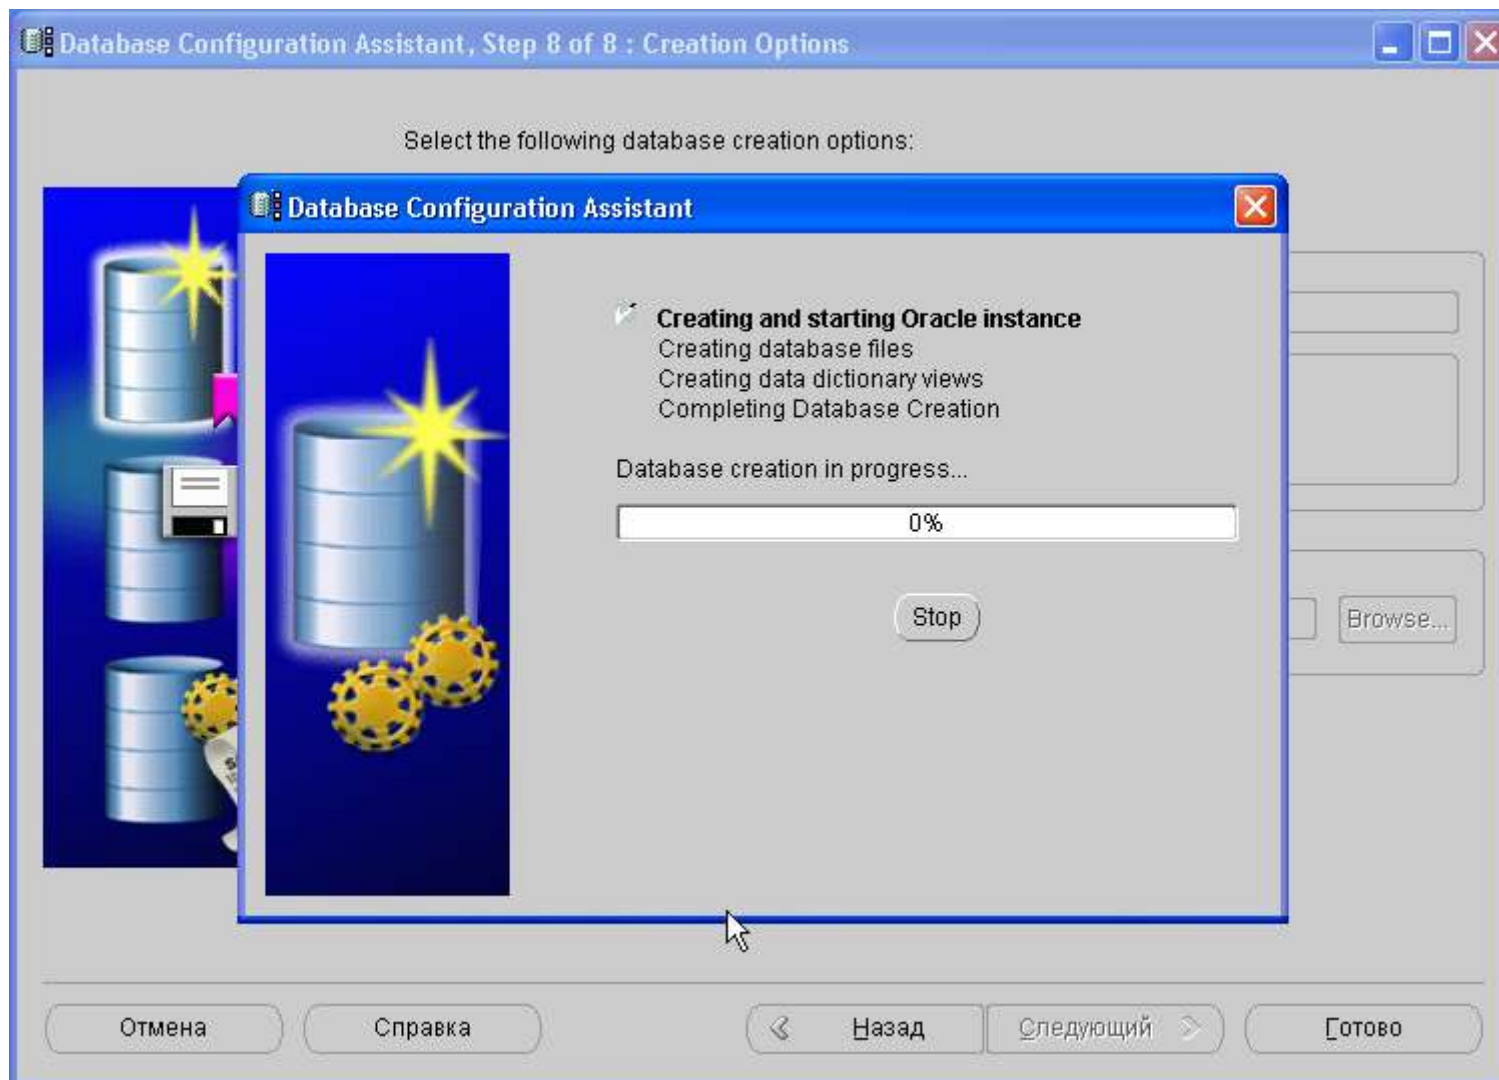 Database Configuration Assistant, Step 8 of 8 : Creation Options
Select the following database creation options:
Database Configuration Assistant
Creating and starting Oracle instance
Creating database files
Creating data dictionary views
Completing Database Creation
Database creation in progress...
0%
Stop
Browse...
Отмена
Справка
Назад
Следующий
Готово